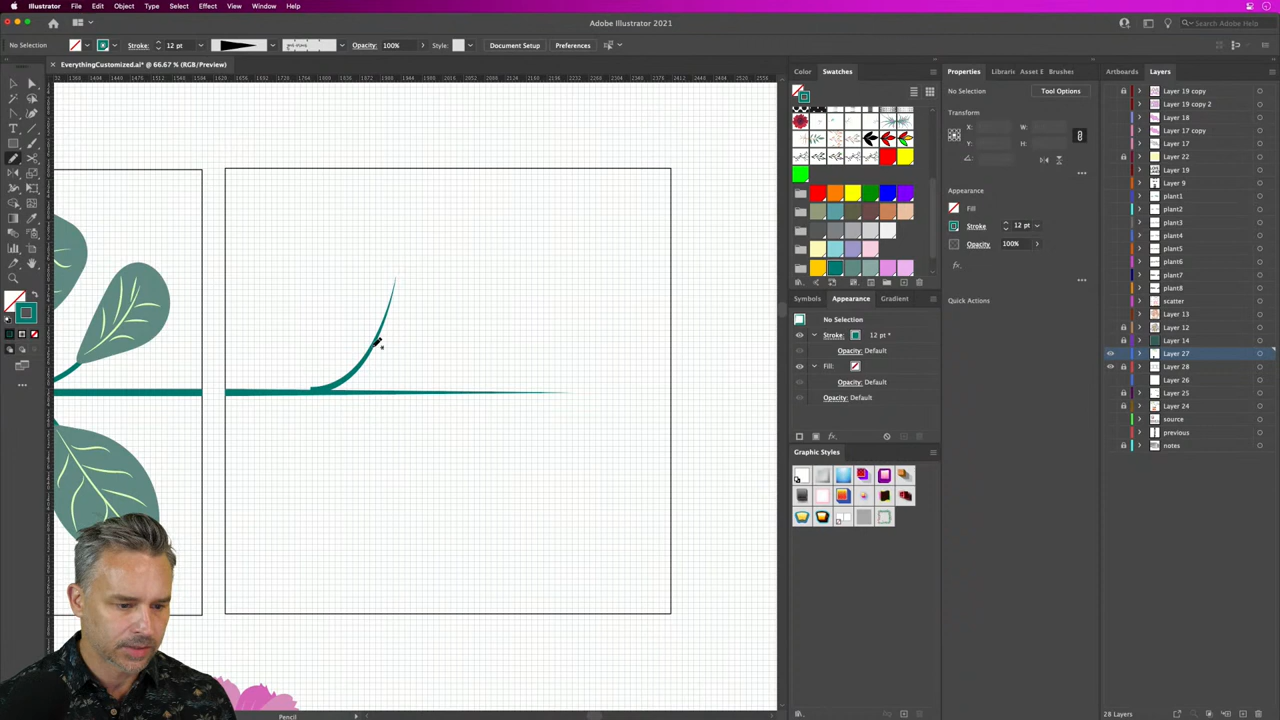 Illustrator File Edit Object Type Select Effect View Window Help
Adobe Illustrator 2021
Search Adobe Help
No Selection Stroke: 12 pt Opacity: 100% Style: Document Setup Preferences
EverythingCustomized.ai* @ 66.67 % (RGB/Preview)
Color Swatches
Properties Librarie Asset E Brushes
Artboards Layers
No Selection Tool Options
Transform
X: W:
Y: H:
Appearance
Fill
Stroke 12 pt
Opacity 100%
fx.
Quick Actions
Symbols Appearance Gradient
No Selection
Stroke: 12 pt *
Opacity: Default
Fill:
Opacity: Default
Opacity: Default
Graphic Styles
Layer 19 copy
Layer 19 copy 2
Layer 18
Layer 17 copy
Layer 17
Layer 22
Layer 19
Layer 9
plant1
plant2
plant3
plant4
plant5
plant6
plant7
plant8
scatter
Layer 13
Layer 12
Layer 14
Layer 27
Layer 28
Layer 26
Layer 25
Layer 24
source
previous
notes
Pencil
28 Layers